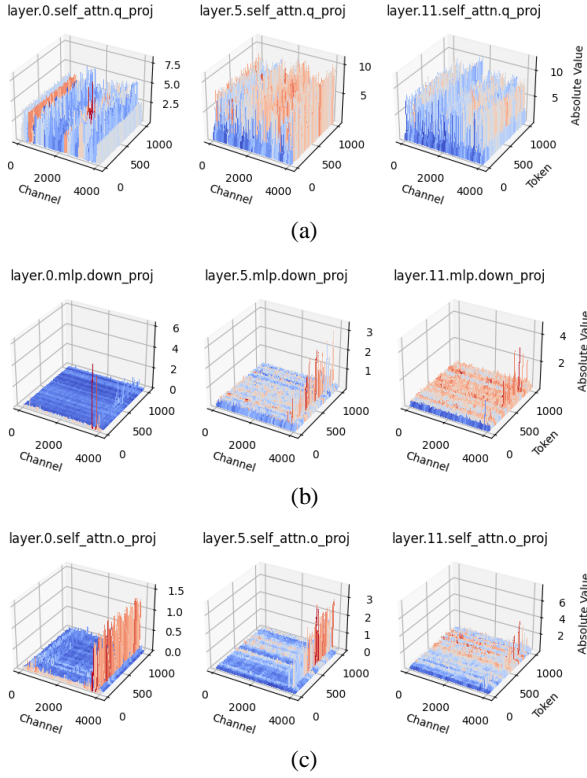 layer.0.self_attn.q_proj layer.5.self_attn.q_proj layer.11.self_attn.q_proj
7.5 5.0 2.5 10 5 10 5 Absolute Value
0 2000 4000 Channel 0 500 1000 0 2000 4000 Channel 0 500 1000 0 2000 4000 Channel 0 500 1000 Token
(a)
layer.0.mlp.down_proj layer.5.mlp.down_proj layer.11.mlp.down_proj
6 4 2 0 3 2 1 4 2 Absolute Value
0 2000 4000 Channel 0 500 1000 0 2000 4000 Channel 0 500 1000 0 2000 4000 Channel 0 500 1000 Token
(b)
layer.0.self_attn.o_proj layer.5.self_attn.o_proj layer.11.self_attn.o_proj
1.5 1.0 0.5 0.0 3 2 1 0 6 4 2 Absolute Value
0 2000 4000 Channel 0 500 1000 0 2000 4000 Channel 0 500 1000 0 2000 4000 Channel 0 500 1000 Token
(c)